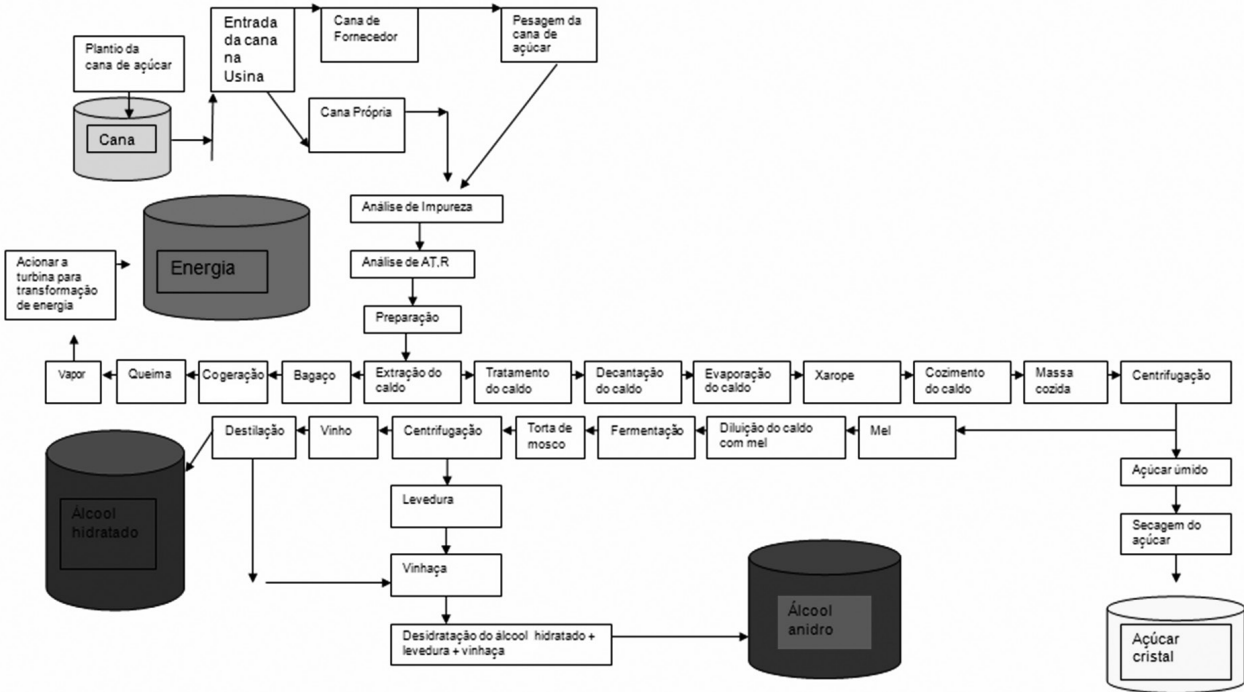 Plantio da
cana de açúcar
Entrada
da cana
na
Usina
Cana de
Fornecedor
Pesagem da
cana de
açúcar
Cana
Cana Própria
Análise de Impureza
Acionar a
turbina para
transformação
de energia
Energia
Análise de AT.R
Preparação
Vapor
Queima
Cogeração
Bagaço
Extração do
caldo
Tratamento
do caldo
Decantação
do caldo
Evaporação
do caldo
Xarope
Cozimento
do caldo
Massa
cozida
Centrifugação
Destilação
Vinho
Centrifugação
Torta de
mosco
Fermentação
Diluição do caldo
com mel
Mel
Açúcar úmido
Levedura
Álcool
hidratado
Secagem do
açúcar
Vinhaça
Desidratação do álcool hidratado +
levedura + vinhaça
Álcool
anidro
Açúcar
cristal